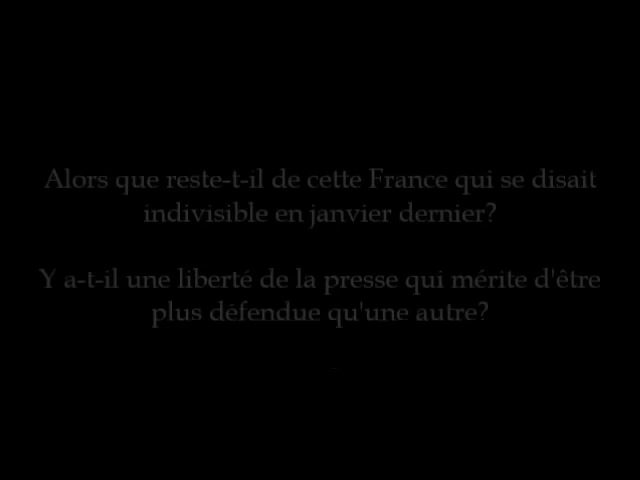 Alors que reste-t-il de cette France qui se disait
indivisible en janvier dernier?
Y a-t-il une liberté de la presse qui mérite d'être
plus défendue qu'une autre?